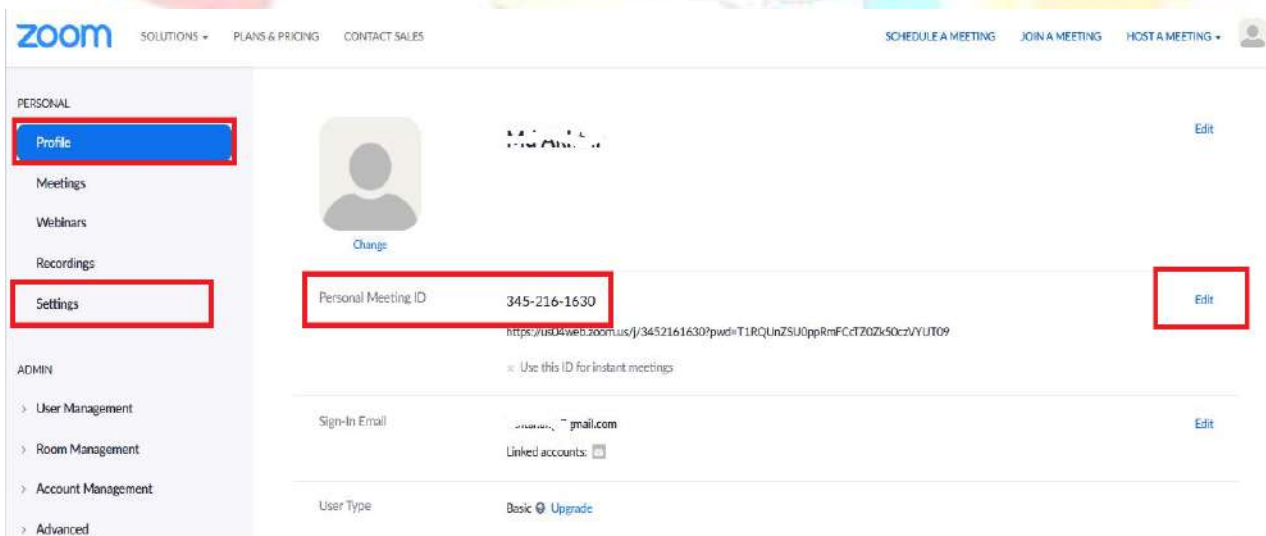 zoom SOLUTIONS PLANS & PRICING CONTACT SALES SCHEDULE A MEETING JOIN A MEETING HOST A MEETING
PERSONAL
Profile
Edit
Meetings
Webinars
Change
Recordings
Settings
Personal Meeting ID 345-216-1630 Edit
× Use this ID for instant meetings
ADMIN
> User Management
Sign-In Email gmail.com Edit
> Room Management
Linked accounts:
> Account Management
User Type Basic Upgrade
> Advanced